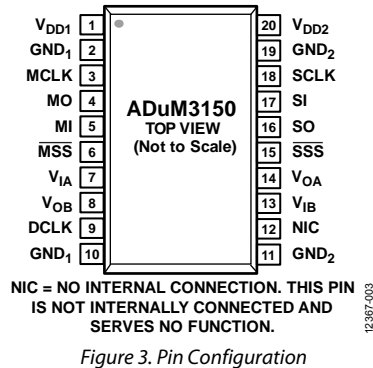 VDD1 1 20 VDD2
GND1 2 19 GND2
MCLK 3 18 SCLK
MO 4 ADuM3150 17 SI
MI 5 TOP VIEW 16 SO
MSS 6 (Not to Scale) 15 SSS
VIA 7 14 VOA
VOB 8 13 VIB
DCLK 9 12 NIC
GND1 10 11 GND2
NIC = NO INTERNAL CONNECTION. THIS PIN
IS NOT INTERNALLY CONNECTED AND
SERVES NO FUNCTION.
12367-003
Figure 3. Pin Configuration